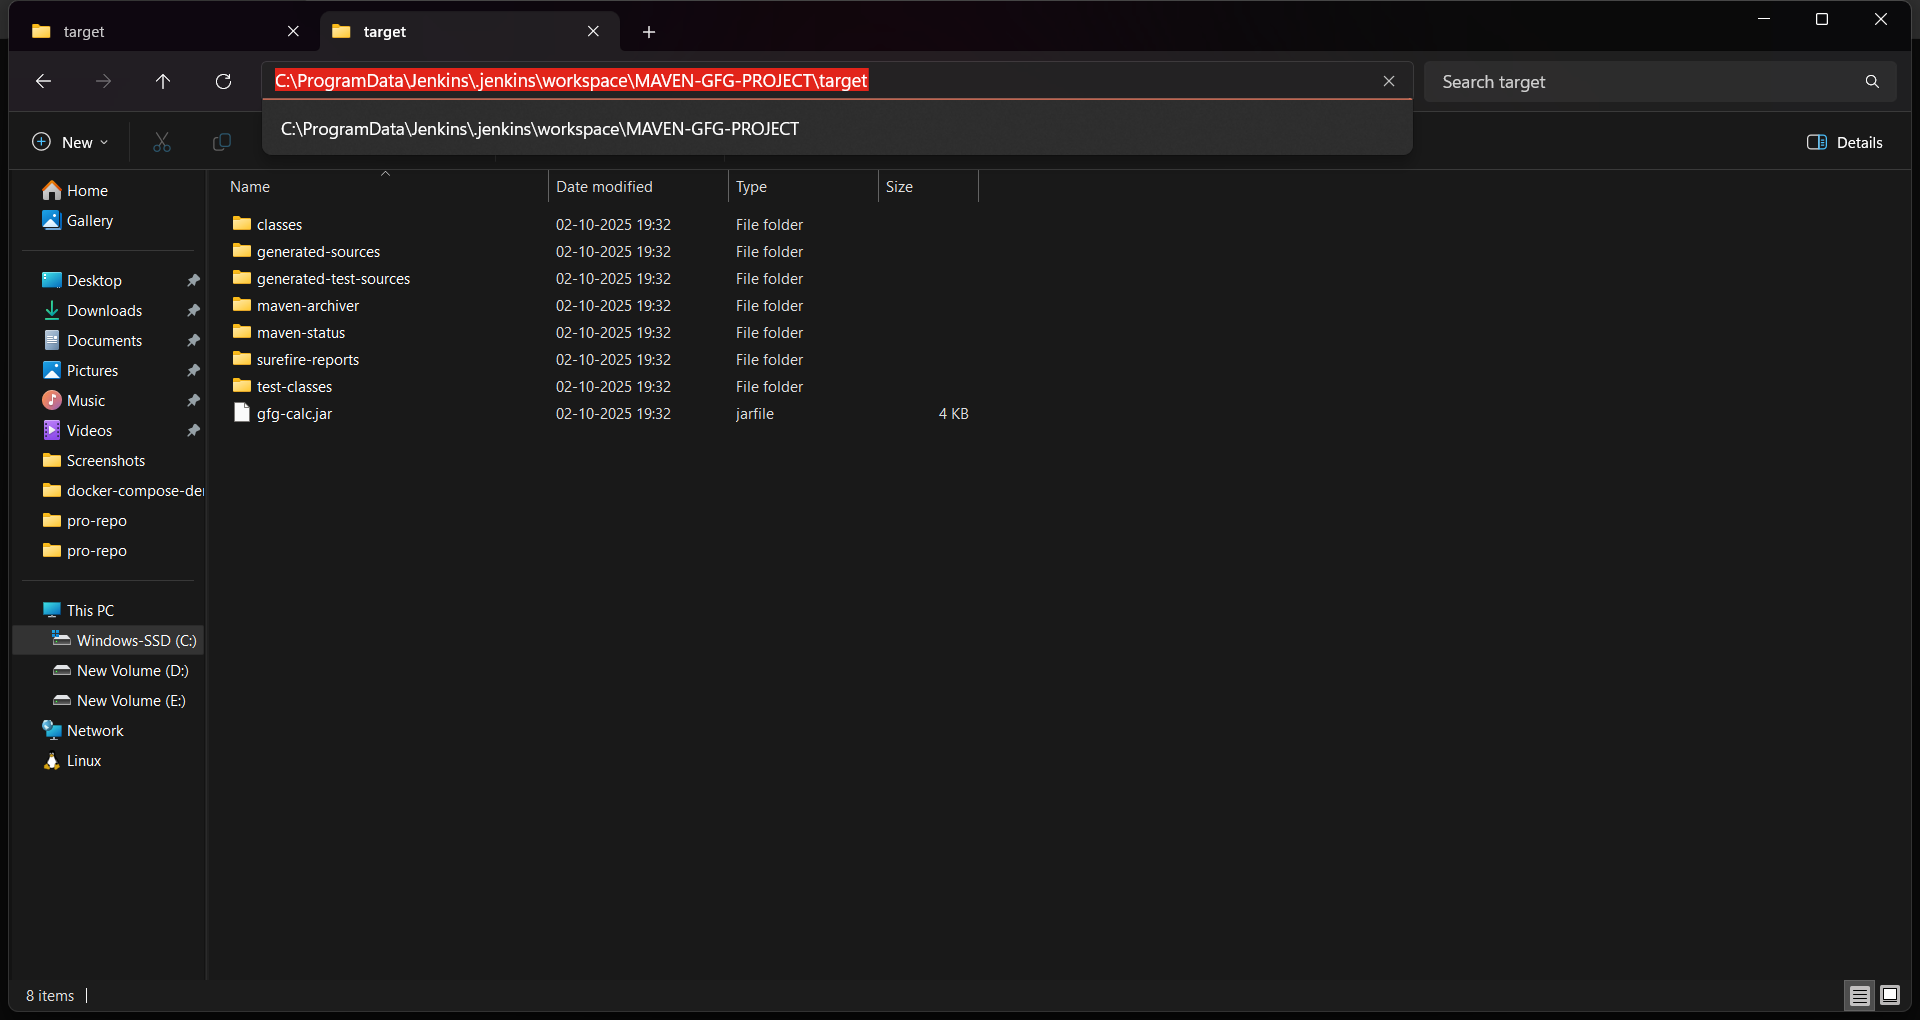 target
target
C:\ProgramData\Jenkins\.jenkins\workspace\MAVEN-GFG-PROJECT\target
Search target
C:\ProgramData\Jenkins\.jenkins\workspace\MAVEN-GFG-PROJECT
New
Details
Name Date modified Type Size
Home
Gallery
Desktop
Downloads
Documents
Pictures
Music
Videos
Screenshots
docker-compose-der
pro-repo
pro-repo
This PC
Windows-SSD (C:)
New Volume (D:)
New Volume (E:)
Network
Linux
classes 02-10-2025 19:32 File folder
generated-sources 02-10-2025 19:32 File folder
generated-test-sources 02-10-2025 19:32 File folder
maven-archiver 02-10-2025 19:32 File folder
maven-status 02-10-2025 19:32 File folder
surefire-reports 02-10-2025 19:32 File folder
test-classes 02-10-2025 19:32 File folder
gfg-calc.jar 02-10-2025 19:32 jarfile 4 KB
8 items